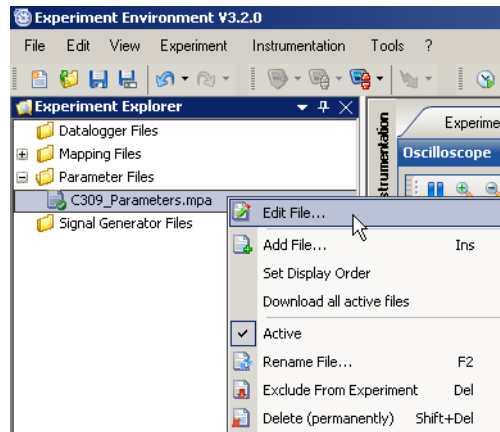 Experiment Environment V3.2.0
File Edit View Experiment Instrumentation Tools ?
Experiment Explorer
Datalogger Files
Mapping Files
Parameter Files
C309_Parameters.mpa
Signal Generator Files
Edit File...
Add File... Ins
Set Display Order
Download all active files
Active
Rename File... F2
Exclude From Experiment Del
Delete (permanently) Shift+Del
strumentation
Experime
Oscilloscope